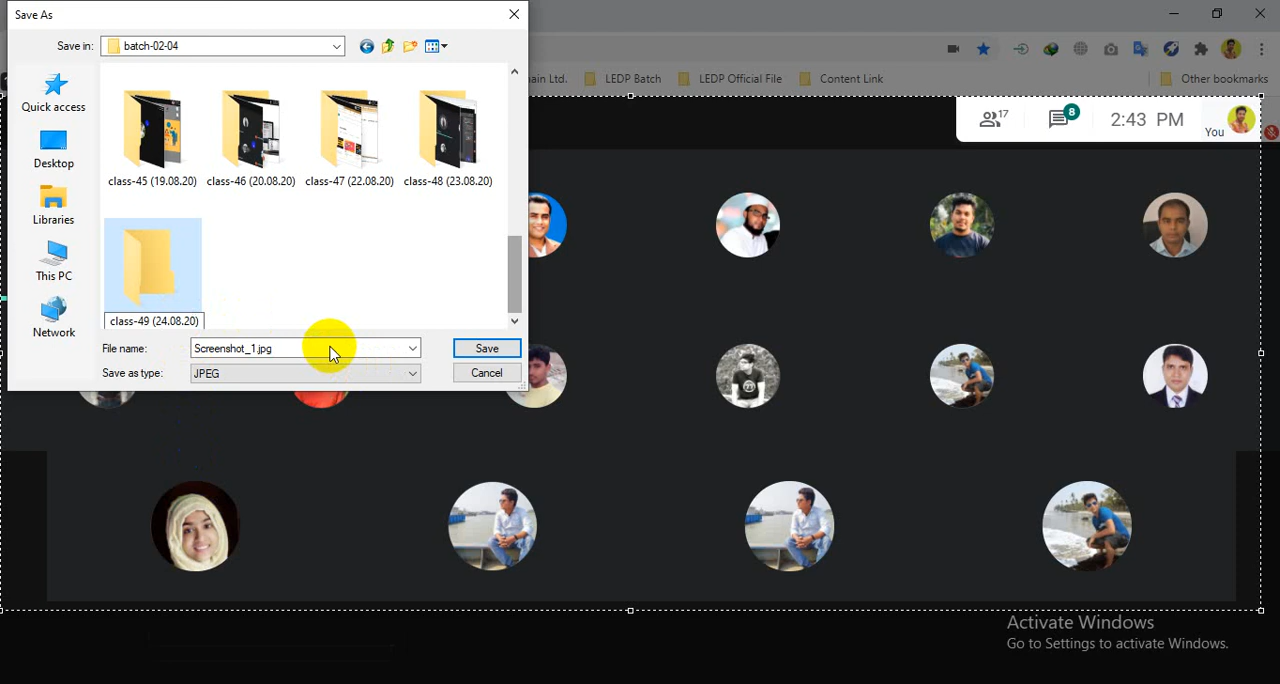 Save As
Save in: batch-02-04
Quick access
Desktop
Libraries
This PC
Network
class-45 (19.08.20) class-46 (20.08.20) class-47 (22.08.20) class-48 (23.08.20)
class-49 (24.08.20)
File name: Screenshot_1.jpg Save
Save as type: JPEG Cancel
ain Ltd. LEDP Batch LEDP Official File Content Link Other bookmarks
17 8 2:43 PM You
Activate Windows
Go to Settings to activate Windows.